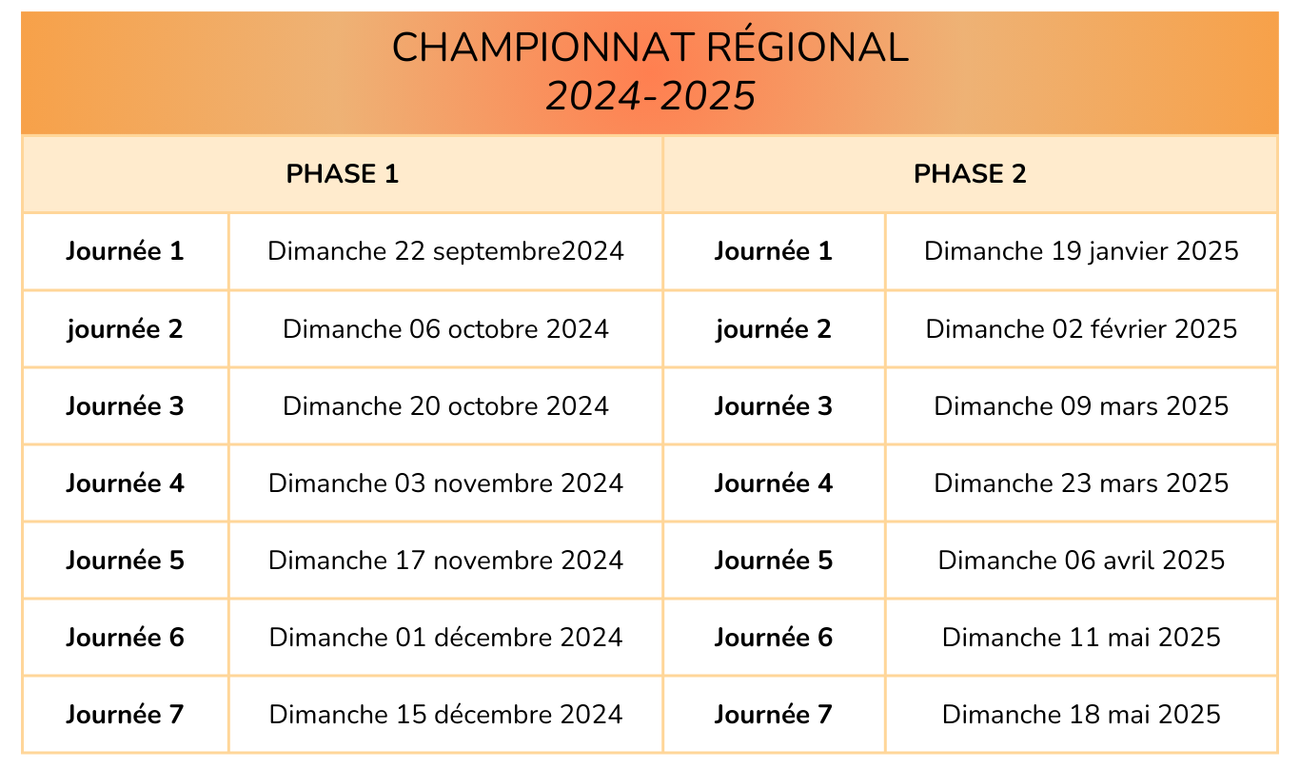 CHAMPIONNAT RÉGIONAL
2024-2025
PHASE 1 PHASE 2
Journée 1 Dimanche 22 septembre2024 Journée 1 Dimanche 19 janvier 2025
journée 2 Dimanche 06 octobre 2024 journée 2 Dimanche 02 février 2025
Journée 3 Dimanche 20 octobre 2024 Journée 3 Dimanche 09 mars 2025
Journée 4 Dimanche 03 novembre 2024 Journée 4 Dimanche 23 mars 2025
Journée 5 Dimanche 17 novembre 2024 Journée 5 Dimanche 06 avril 2025
Journée 6 Dimanche 01 décembre 2024 Journée 6 Dimanche 11 mai 2025
Journée 7 Dimanche 15 décembre 2024 Journée 7 Dimanche 18 mai 2025